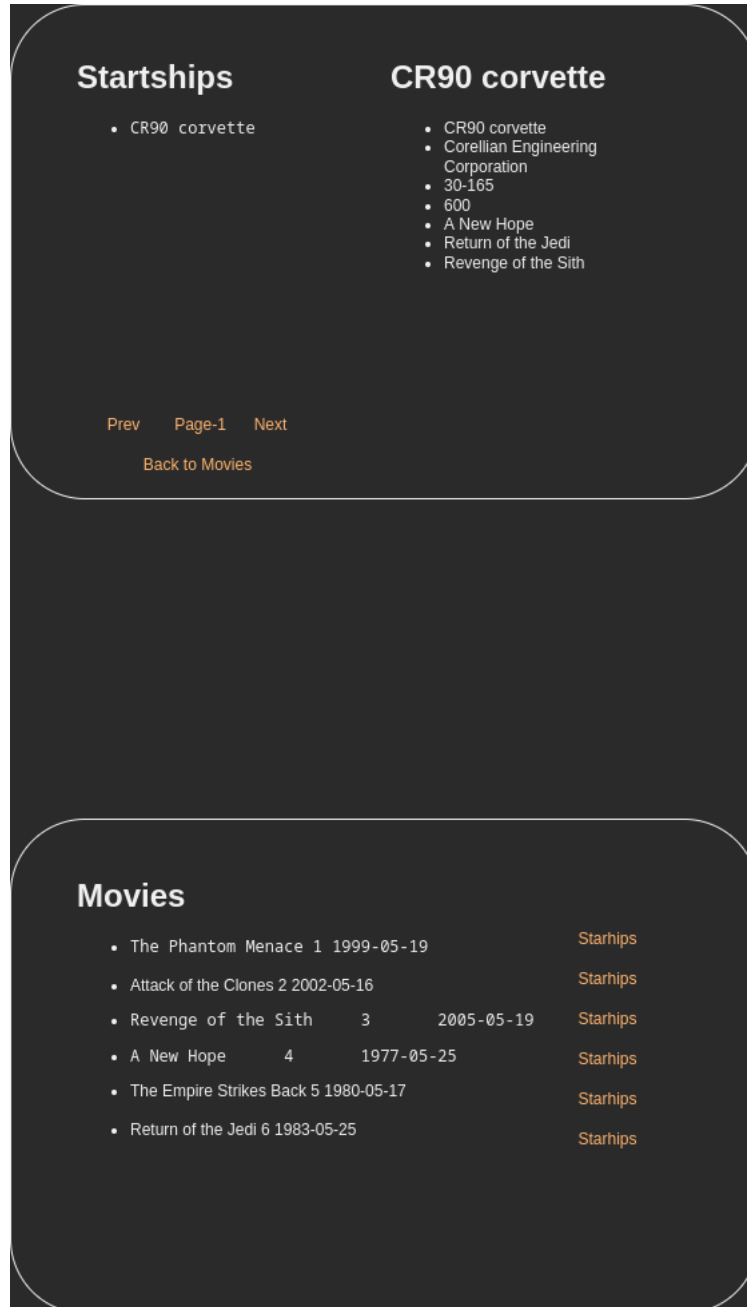 Startships
• CR90 corvette
CR90 corvette
• CR90 corvette
• Corellian Engineering
Corporation
• 30-165
• 600
• A New Hope
• Return of the Jedi
• Revenge of the Sith
Prev Page-1 Next
Back to Movies
Movies
• The Phantom Menace 1 1999-05-19 Starhips
• Attack of the Clones 2 2002-05-16 Starhips
• Revenge of the Sith 3 2005-05-19 Starhips
• A New Hope 4 1977-05-25 Starhips
• The Empire Strikes Back 5 1980-05-17 Starhips
• Return of the Jedi 6 1983-05-25 Starhips